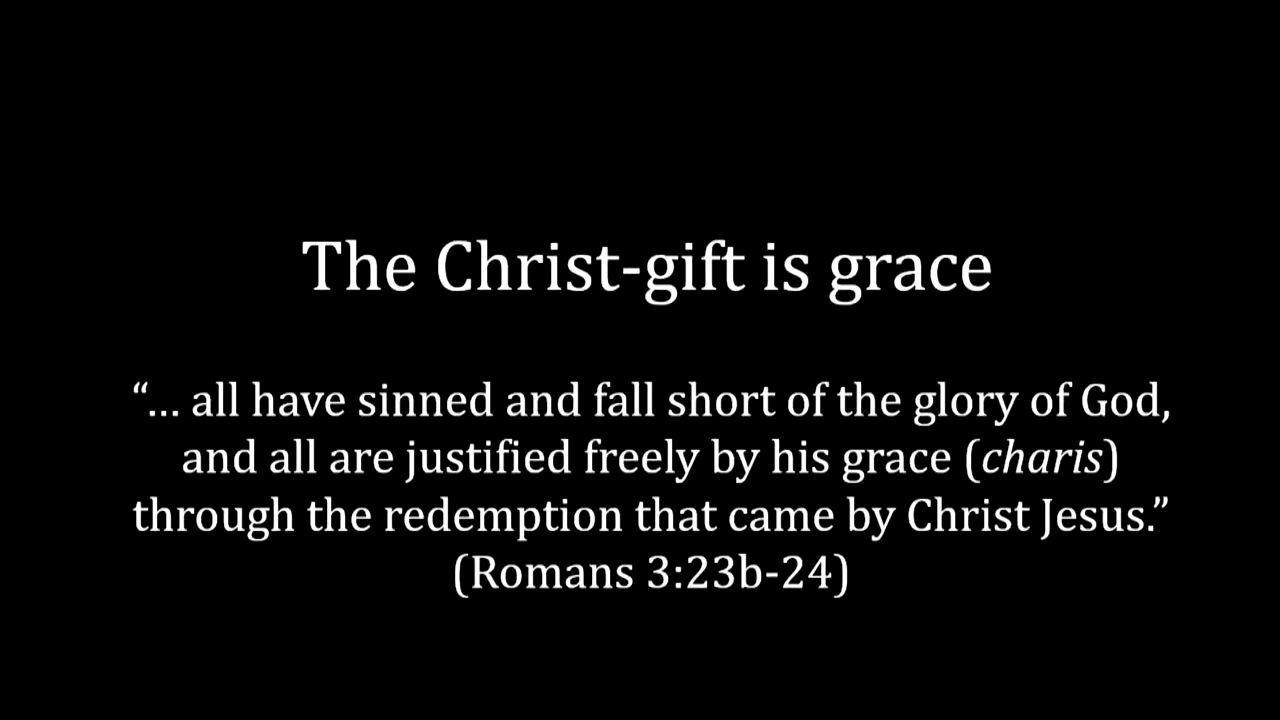 The Christ-gift is grace
“... all have sinned and fall short of the glory of God,
and all are justified freely by his grace (charis)
through the redemption that came by Christ Jesus.”
(Romans 3:23b-24)